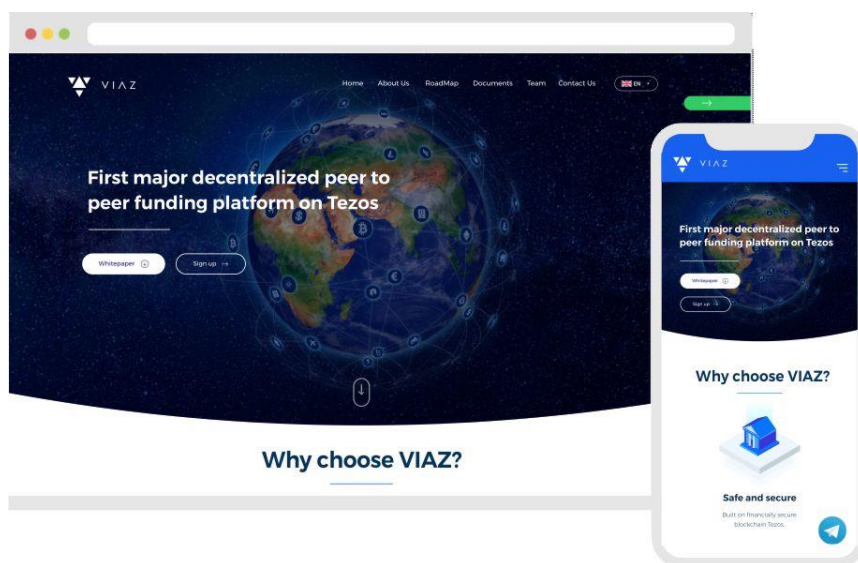 VIAZ
Home About Us RoadMap Documents Team Contact Us EN
First major decentralized peer to
peer funding platform on Tezos
Whitepaper
Sign up
Why choose VIAZ?
VIAZ
First major decentralized peer to
peer funding platform on Tezos
Whitepaper
Sign up
Why choose VIAZ?
Safe and secure
Built on financially secure
blockchain Tezos.